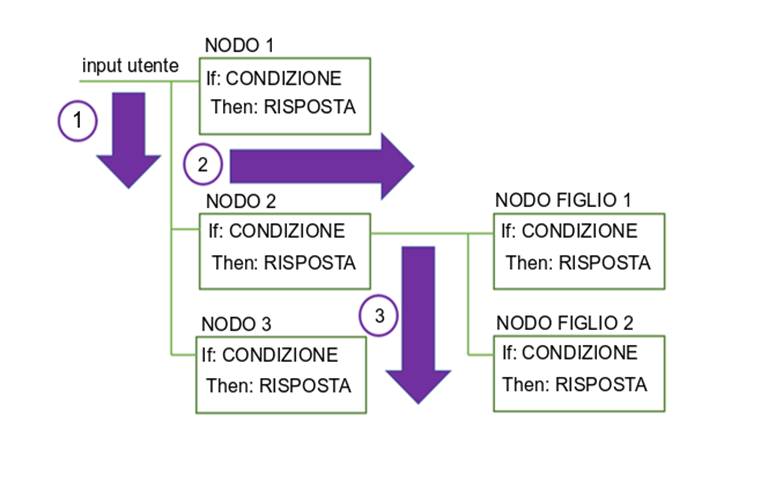 NODO 1
input utente
If: CONDIZIONE
Then: RISPOSTA
1
2
NODO 2
If: CONDIZIONE
Then: RISPOSTA
NODO FIGLIO 1
If: CONDIZIONE
Then: RISPOSTA
3
NODO 3
If: CONDIZIONE
Then: RISPOSTA
NODO FIGLIO 2
If: CONDIZIONE
Then: RISPOSTA